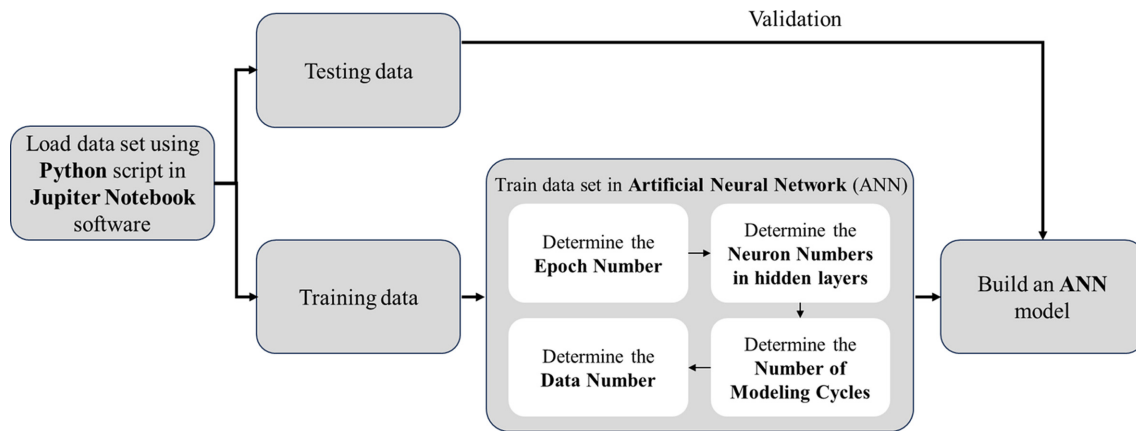 Validation
Testing data
Load data set using
Python script in
Jupiter Notebook
software
Training data
Train data set in Artificial Neural Network (ANN)
Determine the
Epoch Number
Determine the
Neuron Numbers
in hidden layers
Determine the
Number of
Modeling Cycles
Determine the
Data Number
Build an ANN
model